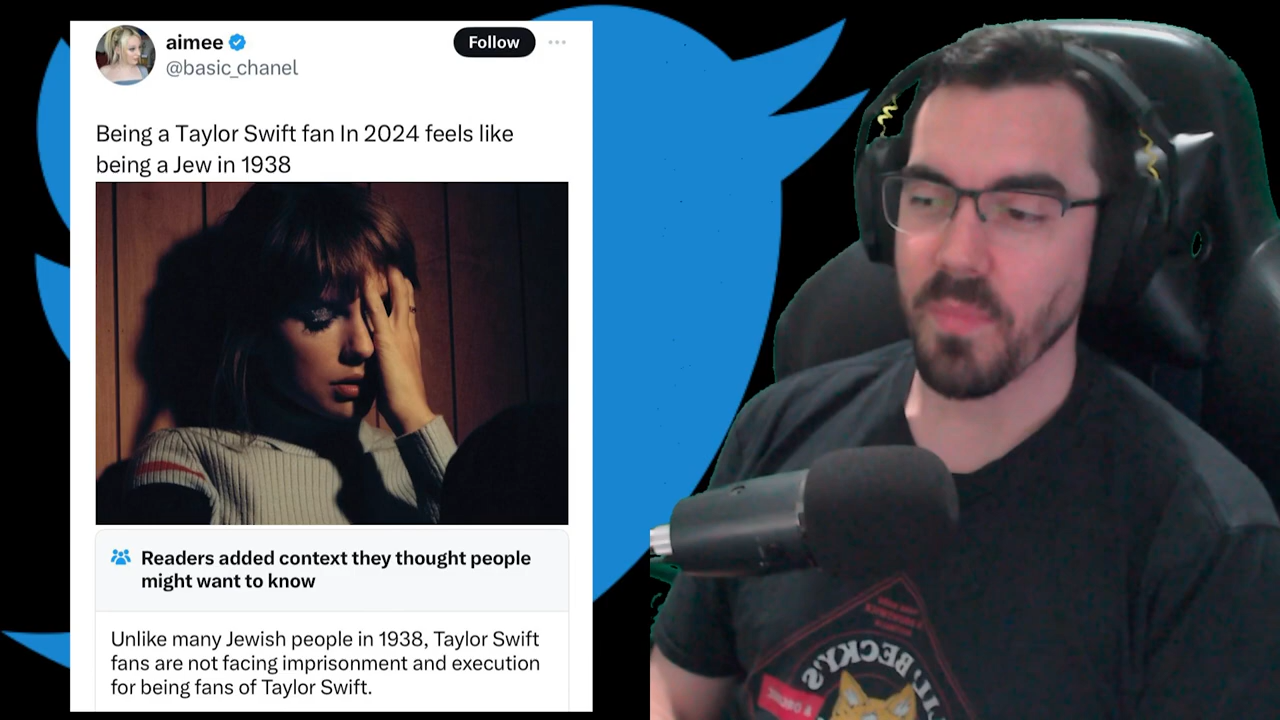 aimee
@basic_chanel
Follow
Being a Taylor Swift fan In 2024 feels like
being a Jew in 1938
Readers added context they thought people
might want to know
Unlike many Jewish people in 1938, Taylor Swift
fans are not facing imprisonment and execution
for being fans of Taylor Swift.
LIL' BECKY'S